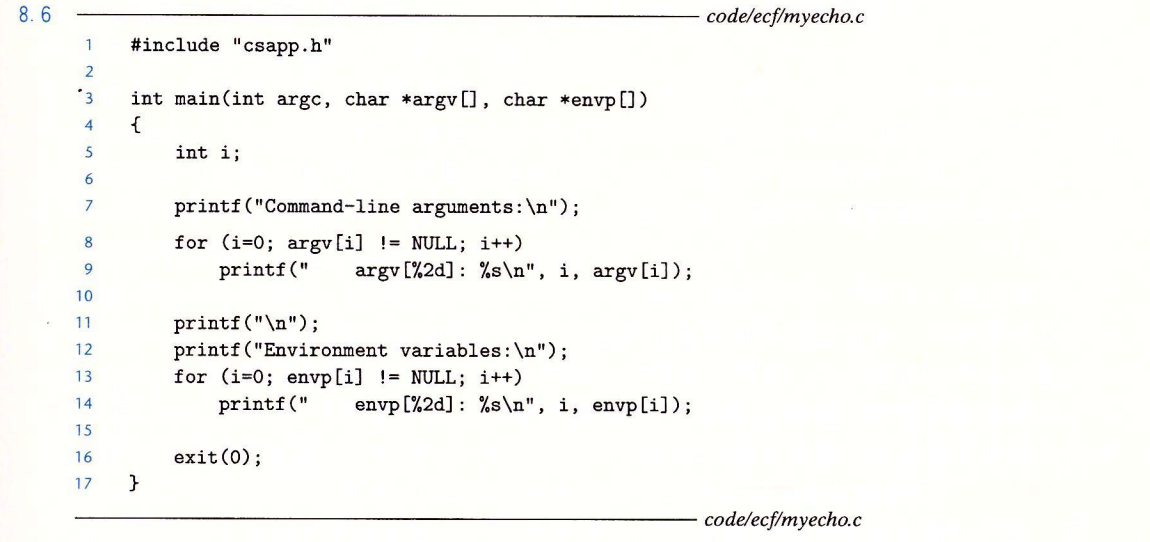 8.6 code/ecf/myecho.c
1 #include "csapp.h"
2
3 int main(int argc, char *argv[], char *envp[])
4 {
5     int i;
6
7     printf("Command-line arguments:\n");
8     for (i=0; argv[i] != NULL; i++)
9         printf("    argv[%2d]: %s\n", i, argv[i]);
10
11     printf("\n");
12     printf("Environment variables:\n");
13     for (i=0; envp[i] != NULL; i++)
14         printf("    envp[%2d]: %s\n", i, envp[i]);
15
16     exit(0);
17 }
code/ecf/myecho.c